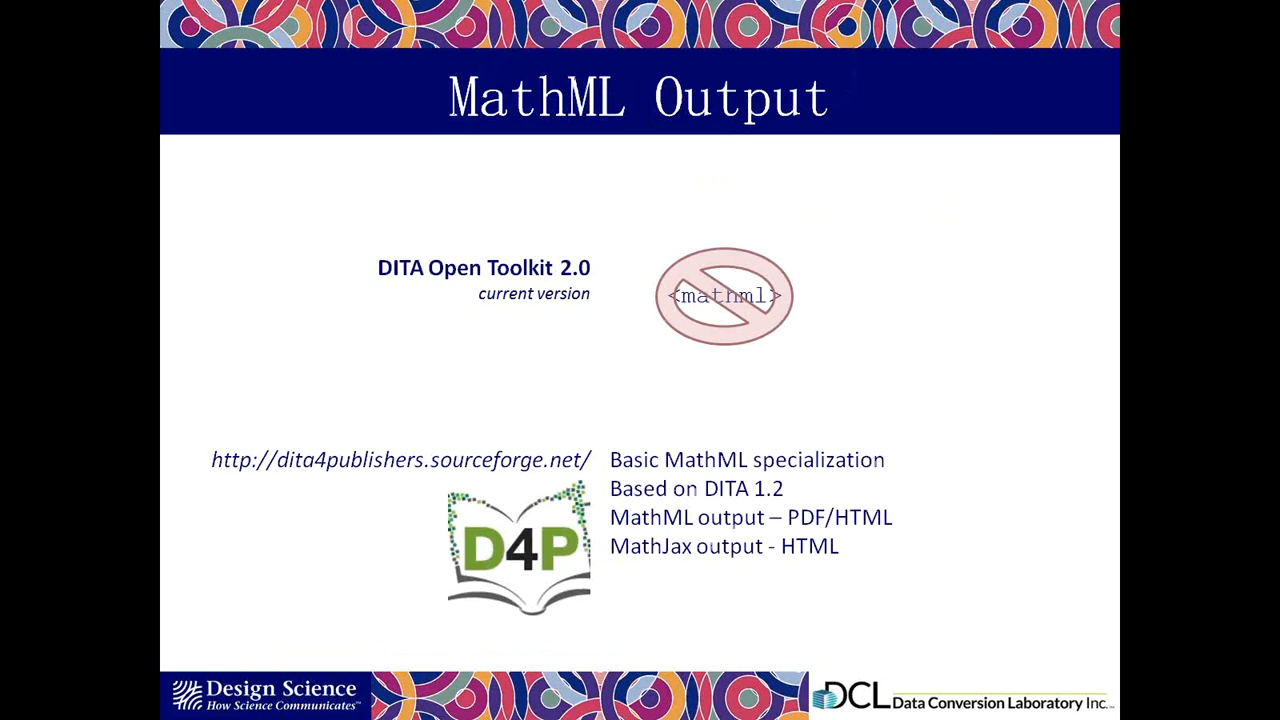 MathML Output
DITA Open Toolkit 2.0
current version
<mathml>
http://dita4publishers.sourceforge.net/
Basic MathML specialization
Based on DITA 1.2
MathML output – PDF/HTML
MathJax output - HTML
D4P
Design Science
How Science Communicates™
DCL Data Conversion Laboratory Inc.™